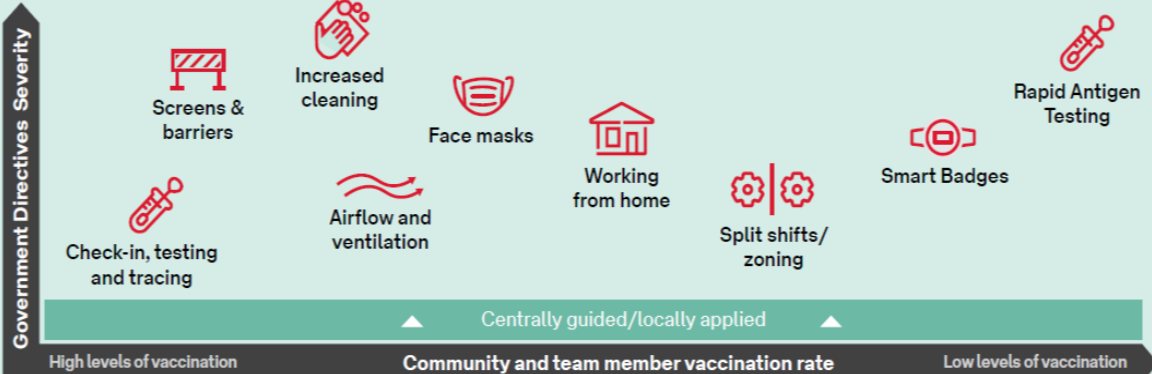 Government Directives Severity
Increased
cleaning
Screens &
barriers
Face masks
Rapid Antigen
Testing
Working
from home
Smart Badges
Airflow and
ventilation
Split shifts/
zoning
Check-in, testing
and tracing
Centrally guided/locally applied
High levels of vaccination
Community and team member vaccination rate
Low levels of vaccination